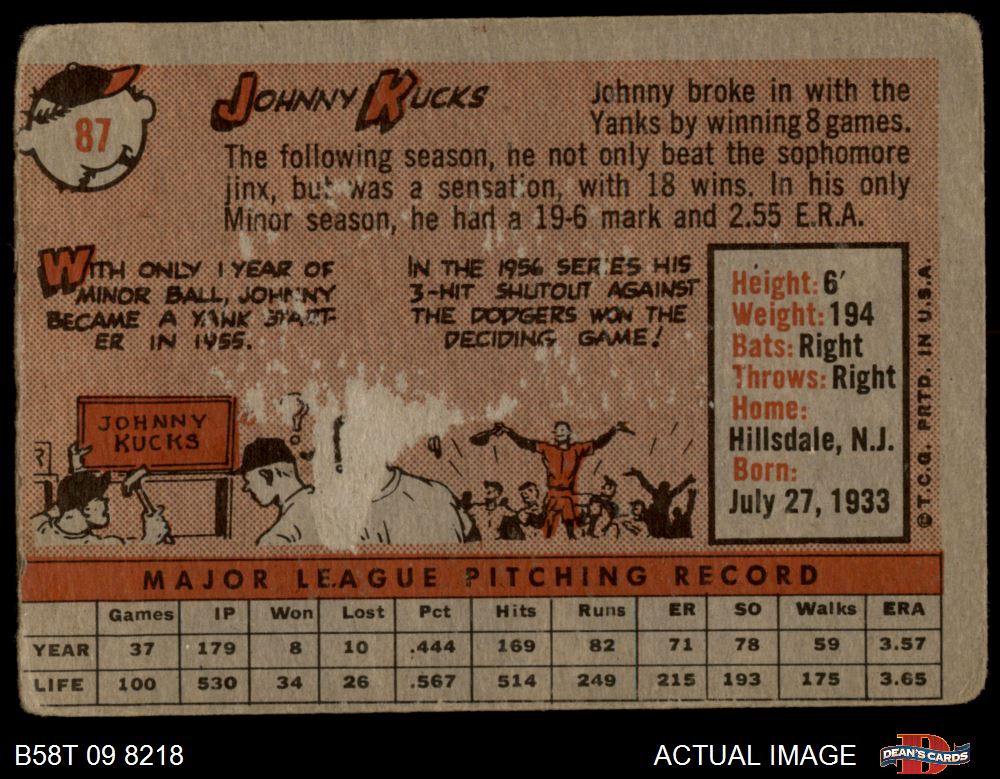 87
JOHNNY KUCKS
Johnny broke in with the
Yanks by winning 8 games.
The following season, he not only beat the sophomore
jinx, but was a sensation, with 18 wins. In his only
Minor season, he had a 19-6 mark and 2.55 E.R.A.
WITH ONLY 1 YEAR OF
MINOR BALL, JOHNNY
BECAME A YANK START-
ER IN 1955.
IN THE 1956 SERIES HIS
3-HIT SHUTOUT AGAINST
THE DODGERS WON THE
DECIDING GAME!
JOHNNY
KUCKS
Height: 6′
Weight: 194
Bats: Right
Throws: Right
Home:
Hillsdale, N.J.
Born:
July 27, 1933
©T.C.G. PRTD. IN U.S.A.
MAJOR LEAGUE PITCHING RECORD
Games IP Won Lost Pct Hits Runs ER SO Walks ERA
YEAR 37 179 8 10 .444 169 82 71 78 59 3.57
LIFE 100 530 34 26 .567 514 249 215 193 175 3.65
B58T 09 8218
ACTUAL IMAGE
DEAN'S CARDS